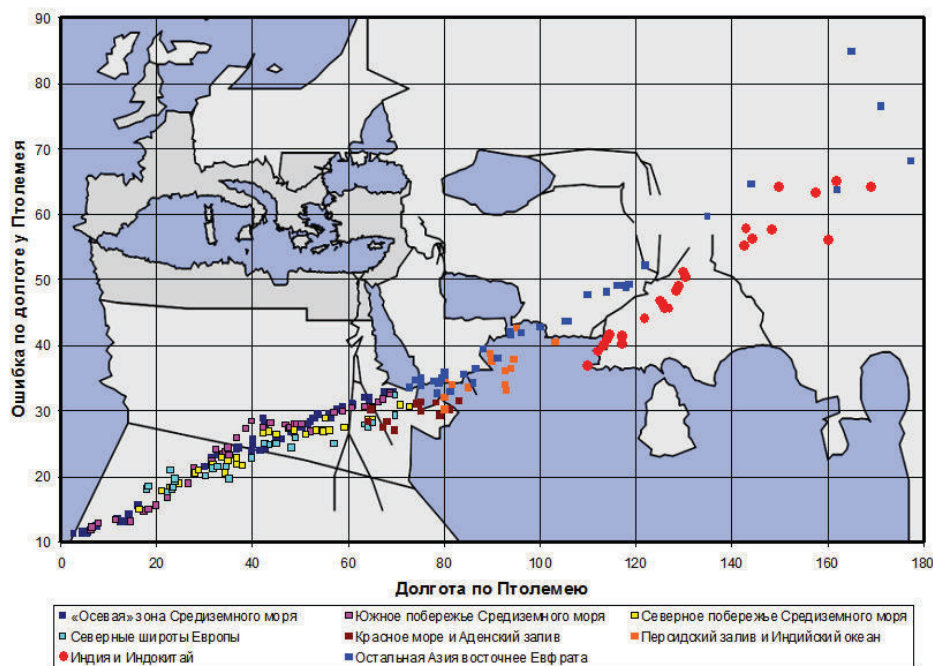 Ошибка по долготе у Птолемея
90
80
70
60
50
40
30
20
10
0 20 40 60 80 100 120 140 160 180
Долгота по Птолемею
«Осевая» зона Средиземного моря Южное побережье Средиземного моря Северное побережье Средиземного моря
Северные широты Европы Красное море и Аденский залив Персидский залив и Индийский океан
Индия и Индокитай Остальная Азия восточнее Евфрата